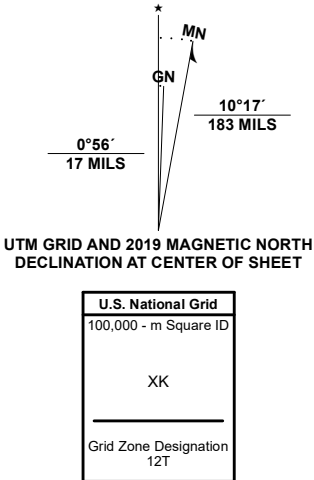 ★
MN
GN
10°17´
183 MILS
0°56´
17 MILS
UTM GRID AND 2019 MAGNETIC NORTH
DECLINATION AT CENTER OF SHEET
U.S. National Grid
100,000 - m Square ID
XK
Grid Zone Designation
12T